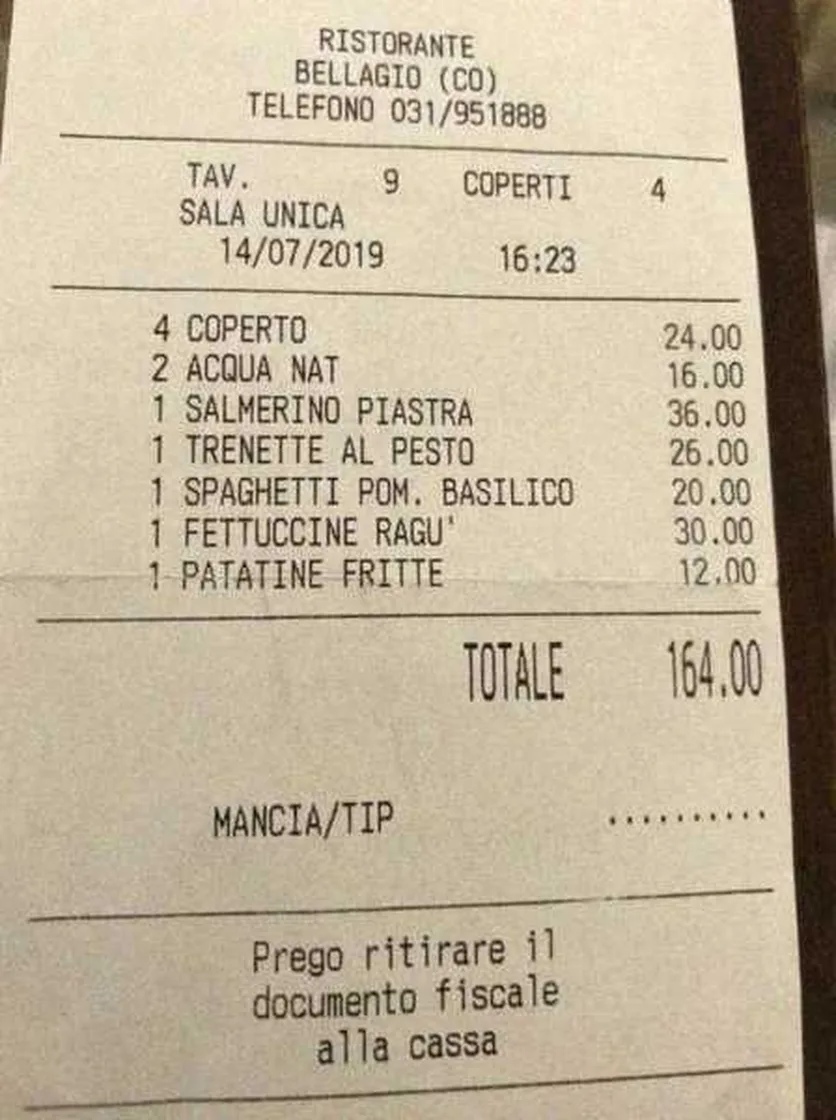 RISTORANTE
BELLAGIO (CO)
TELEFONO 031/951888
TAV. 9 COPERTI 4
SALA UNICA
14/07/2019 16:23
4 COPERTO 24.00
2 ACQUA NAT 16.00
1 SALMERINO PIASTRA 36.00
1 TRENETTE AL PESTO 26.00
1 SPAGHETTI POM. BASILICO 20.00
1 FETTUCCINE RAGU' 30.00
1 PATATINE FRITTE 12.00
TOTALE 164.00
MANCIA/TIP ..........
Prego ritirare il
documento fiscale
alla cassa